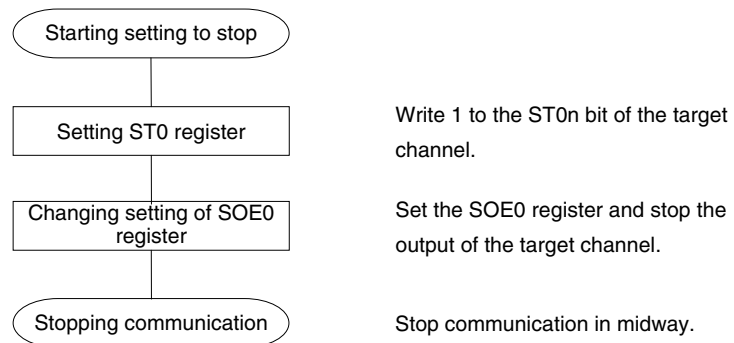 Starting setting to stop
Setting ST0 register
Write 1 to the ST0n bit of the target
channel.
Changing setting of SOE0
register
Set the SOE0 register and stop the
output of the target channel.
Stopping communication
Stop communication in midway.